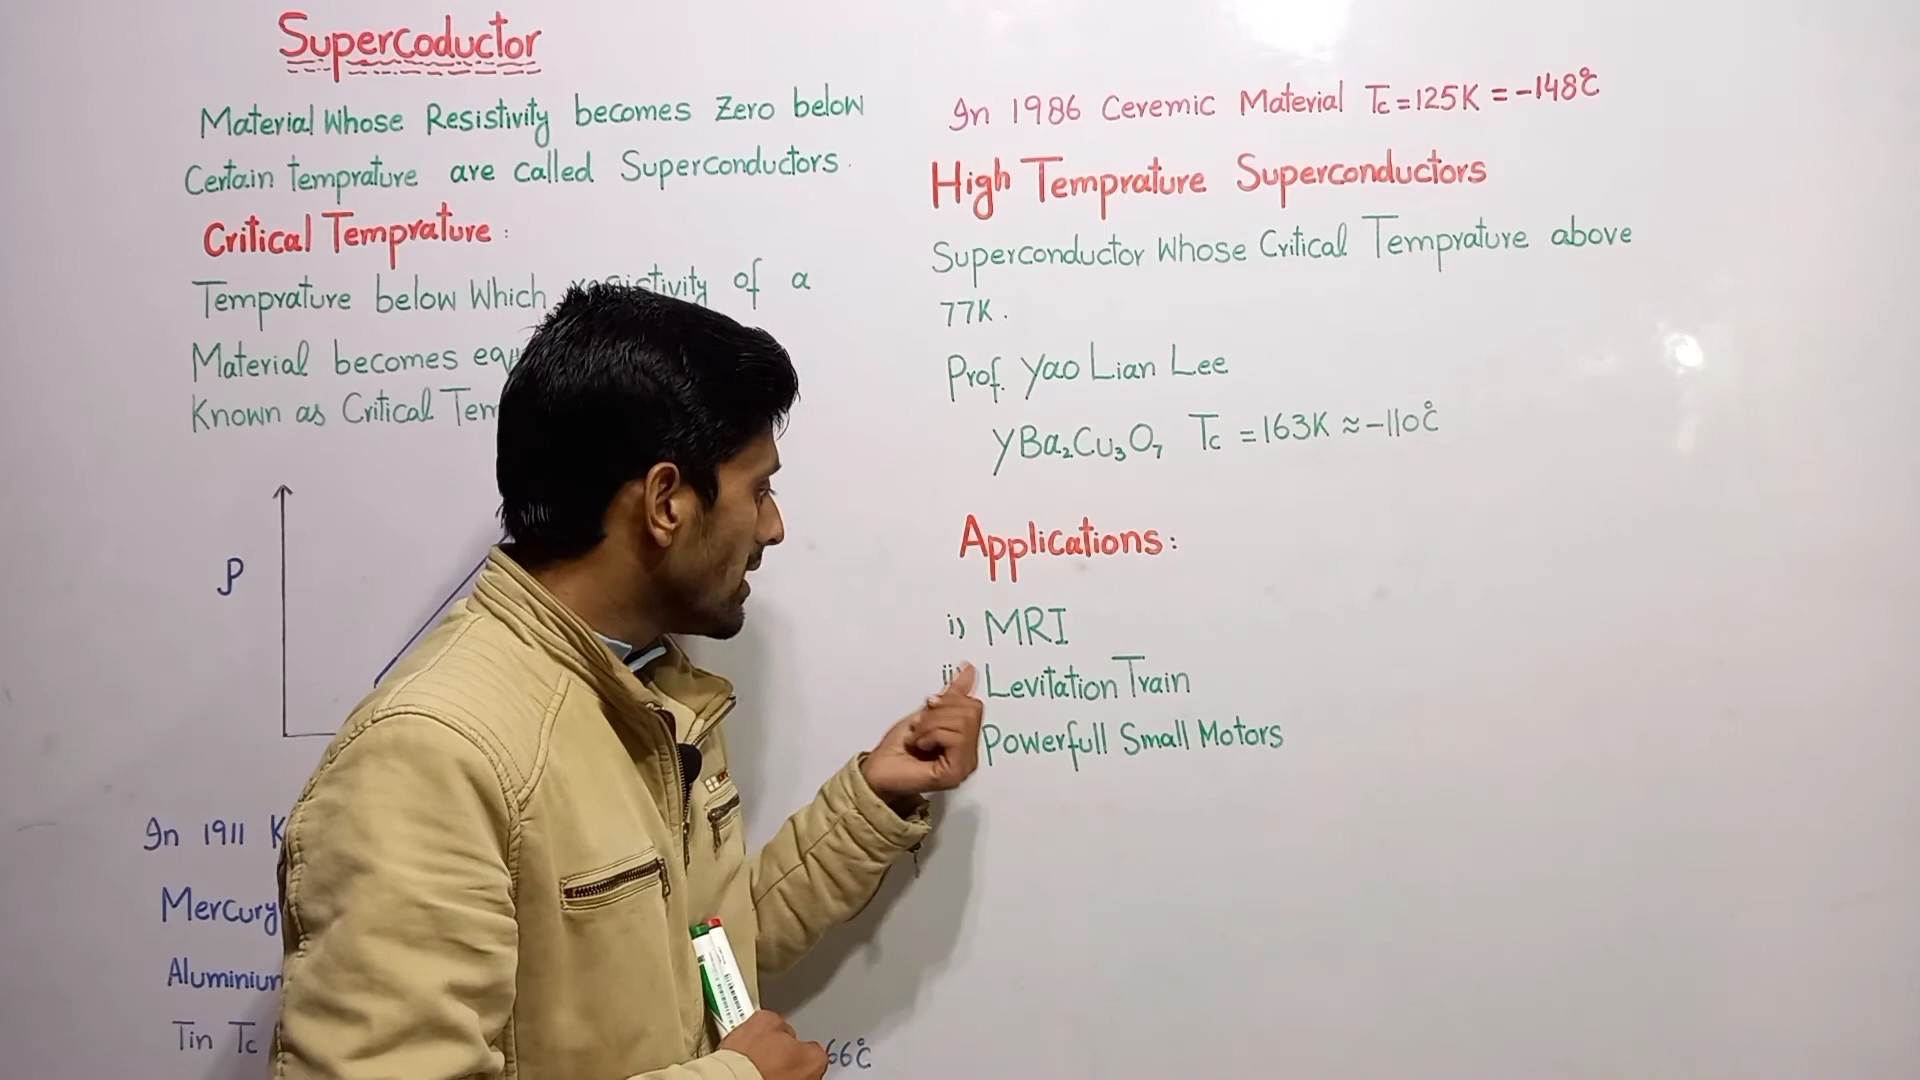 Supercoductor
Material Whose Resistivity becomes Zero below
Certain temprature are called Superconductors.
Critical Temprature:
Temprature below Which resistivity of a
Material becomes
Known as Critical
ρ
In 1911
Mercury
Aluminium
Tin Tc
66°C
In 1986 Ceremic Material Tc = 125K = -148°C
High Temprature Superconductors
Superconductor Whose Critical Temprature above
77K.
Prof. Yao Lian Lee
YBa₂Cu₃O₇ Tc = 163K ≈ -110°C
Applications:
i) MRI
ii) Levitation Train
Powerfull Small Motors